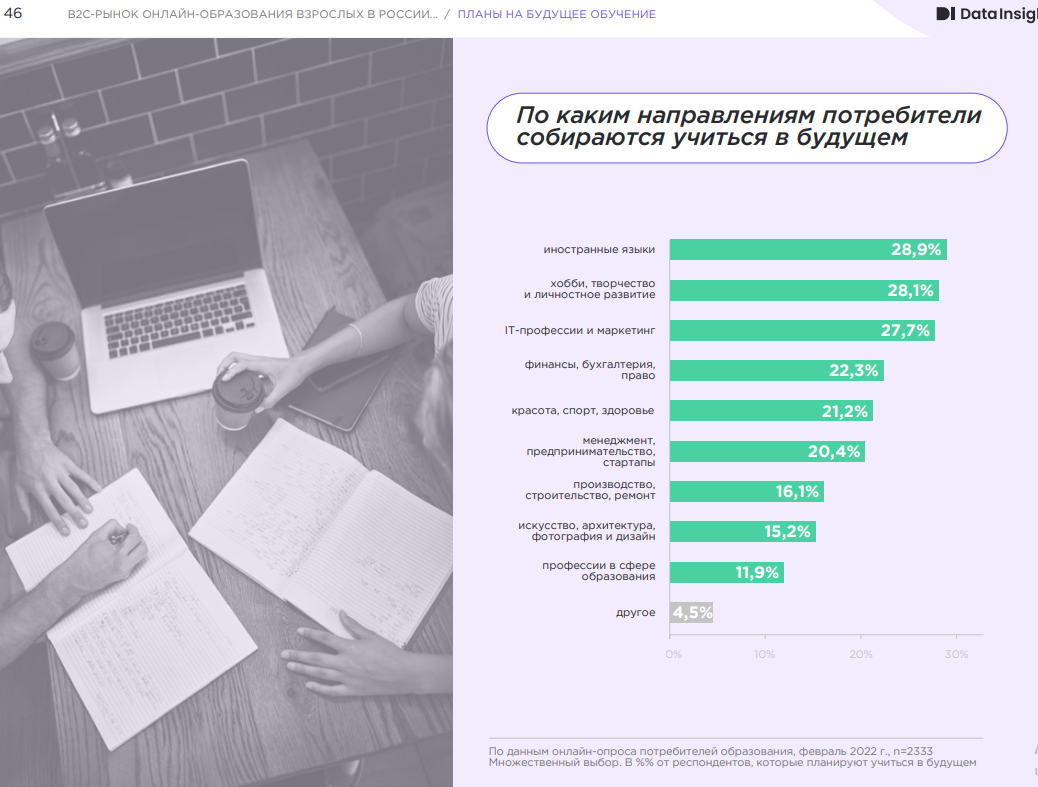 46
B2C-РЫНОК ОНЛАЙН-ОБРАЗОВАНИЯ ВЗРОСЛЫХ В РОССИИ... / ПЛАНЫ НА БУДУЩЕЕ ОБУЧЕНИЕ
По каким направлениям потребители
собираются учиться в будущем
иностранные языки
28,9%
хобби, творчество
и личностное развитие
28,1%
IT-профессии и маркетинг
27,7%
финансы, бухгалтерия,
право
22,3%
красота, спорт, здоровье
21,2%
менеджмент,
предпринимательство,
стартапы
20,4%
производство,
строительство, ремонт
16,1%
искусство, архитектура,
фотография и дизайн
15,2%
профессии в сфере
образования
11,9%
другое
4,5%
0% 10% 20% 30%
По данным онлайн-опроса потребителей образования, февраль 2022 г., n=2333
Множественный выбор. В %% от респондентов, которые планируют учиться в будущем